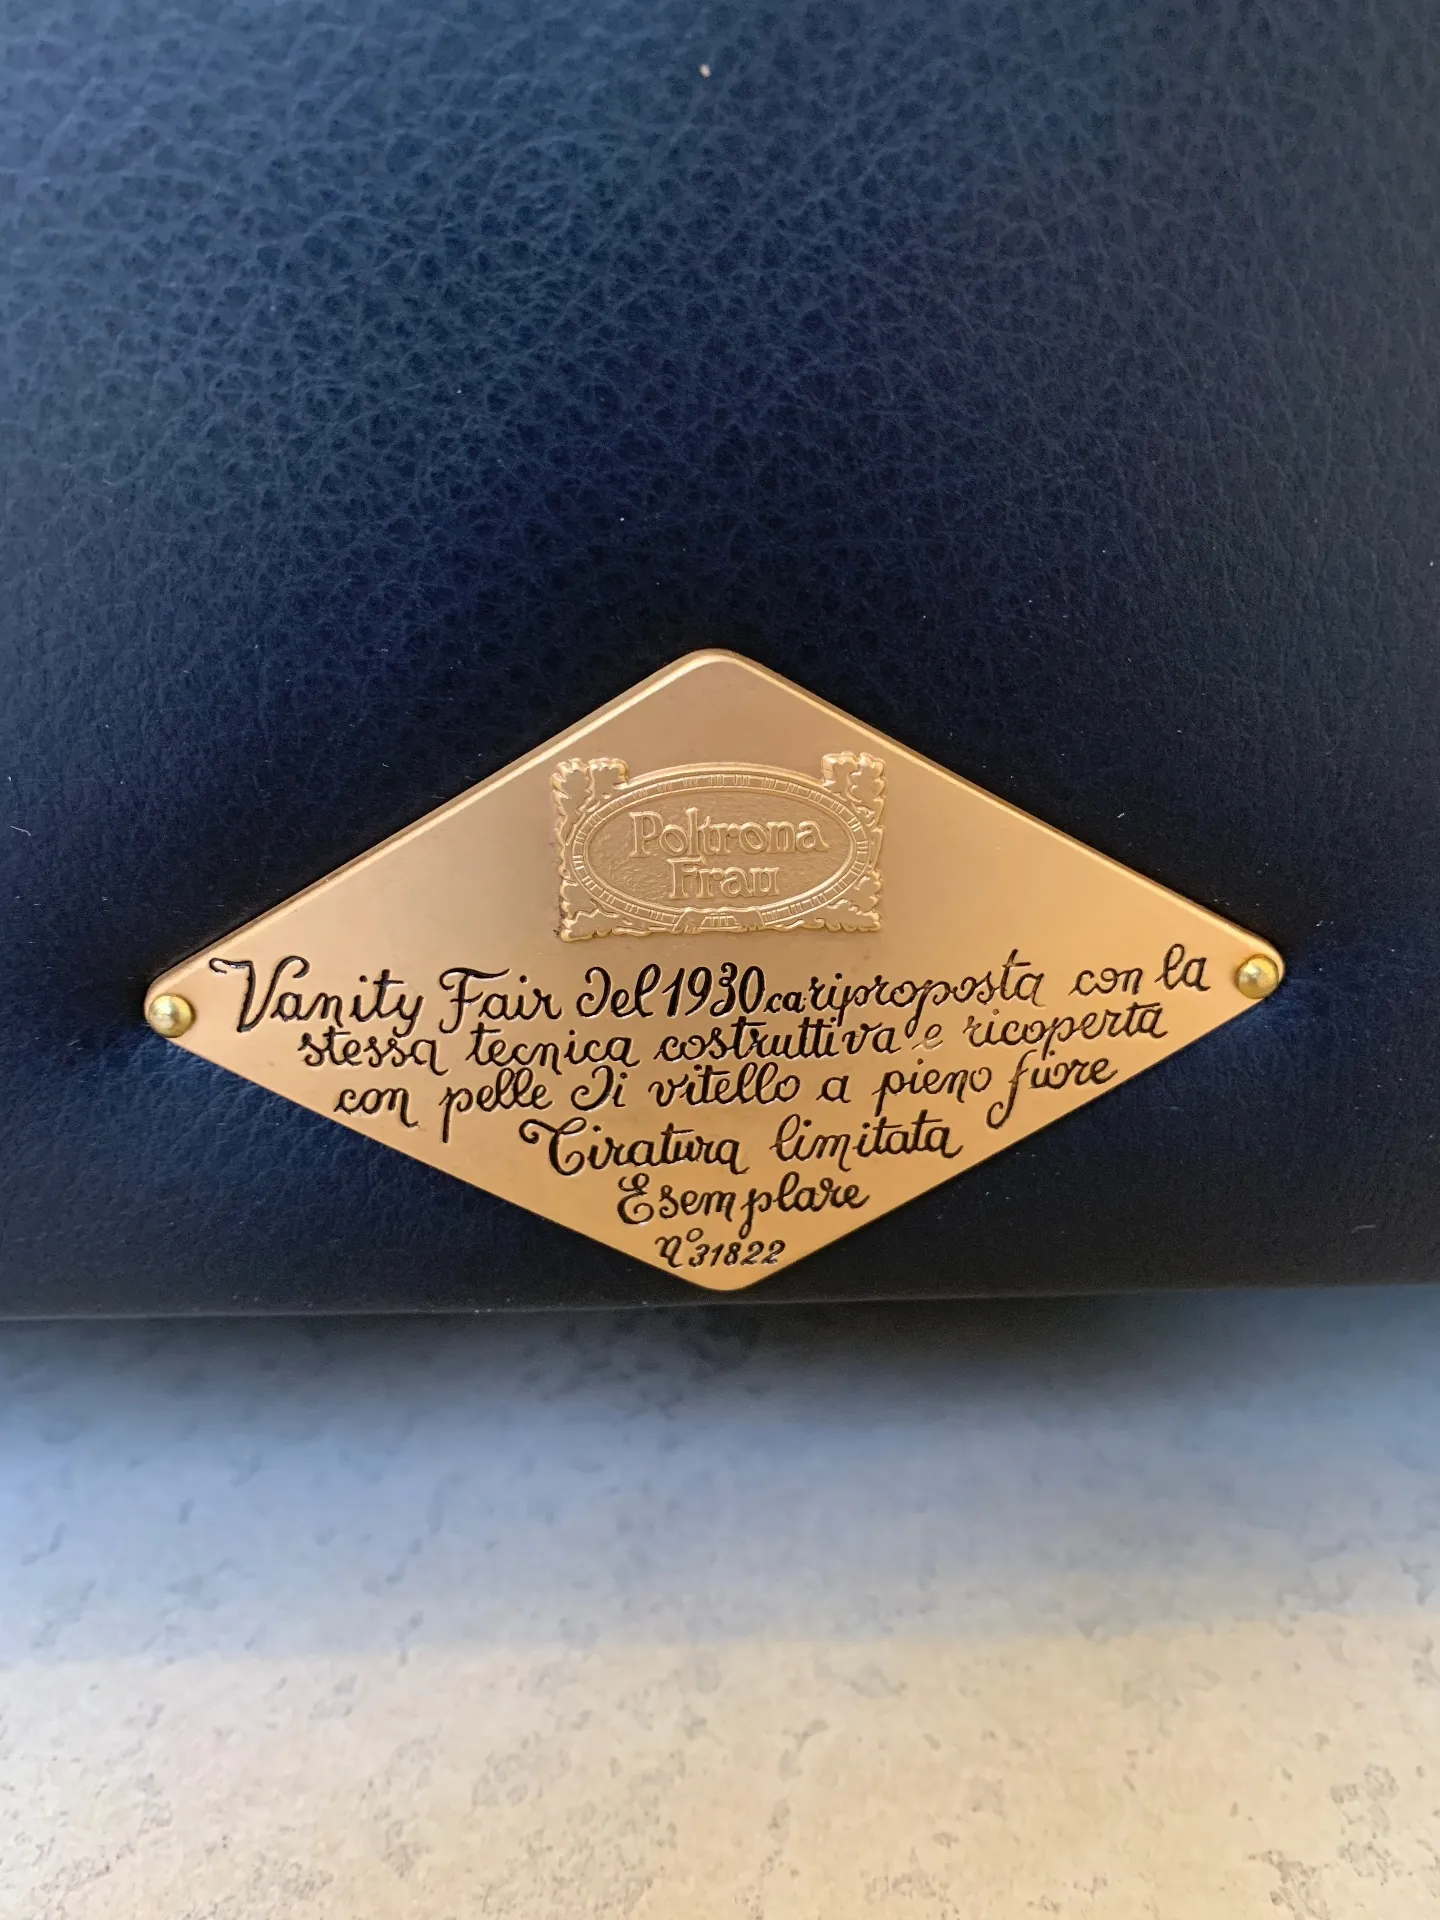 Poltrona
Frau
Vanity Fair del 1930 ca riproposta con la
stessa tecnica costruttiva e ricoperta
con pelle di vitello a pieno fiore
Tiratura limitata
Esemplare
n° 31822